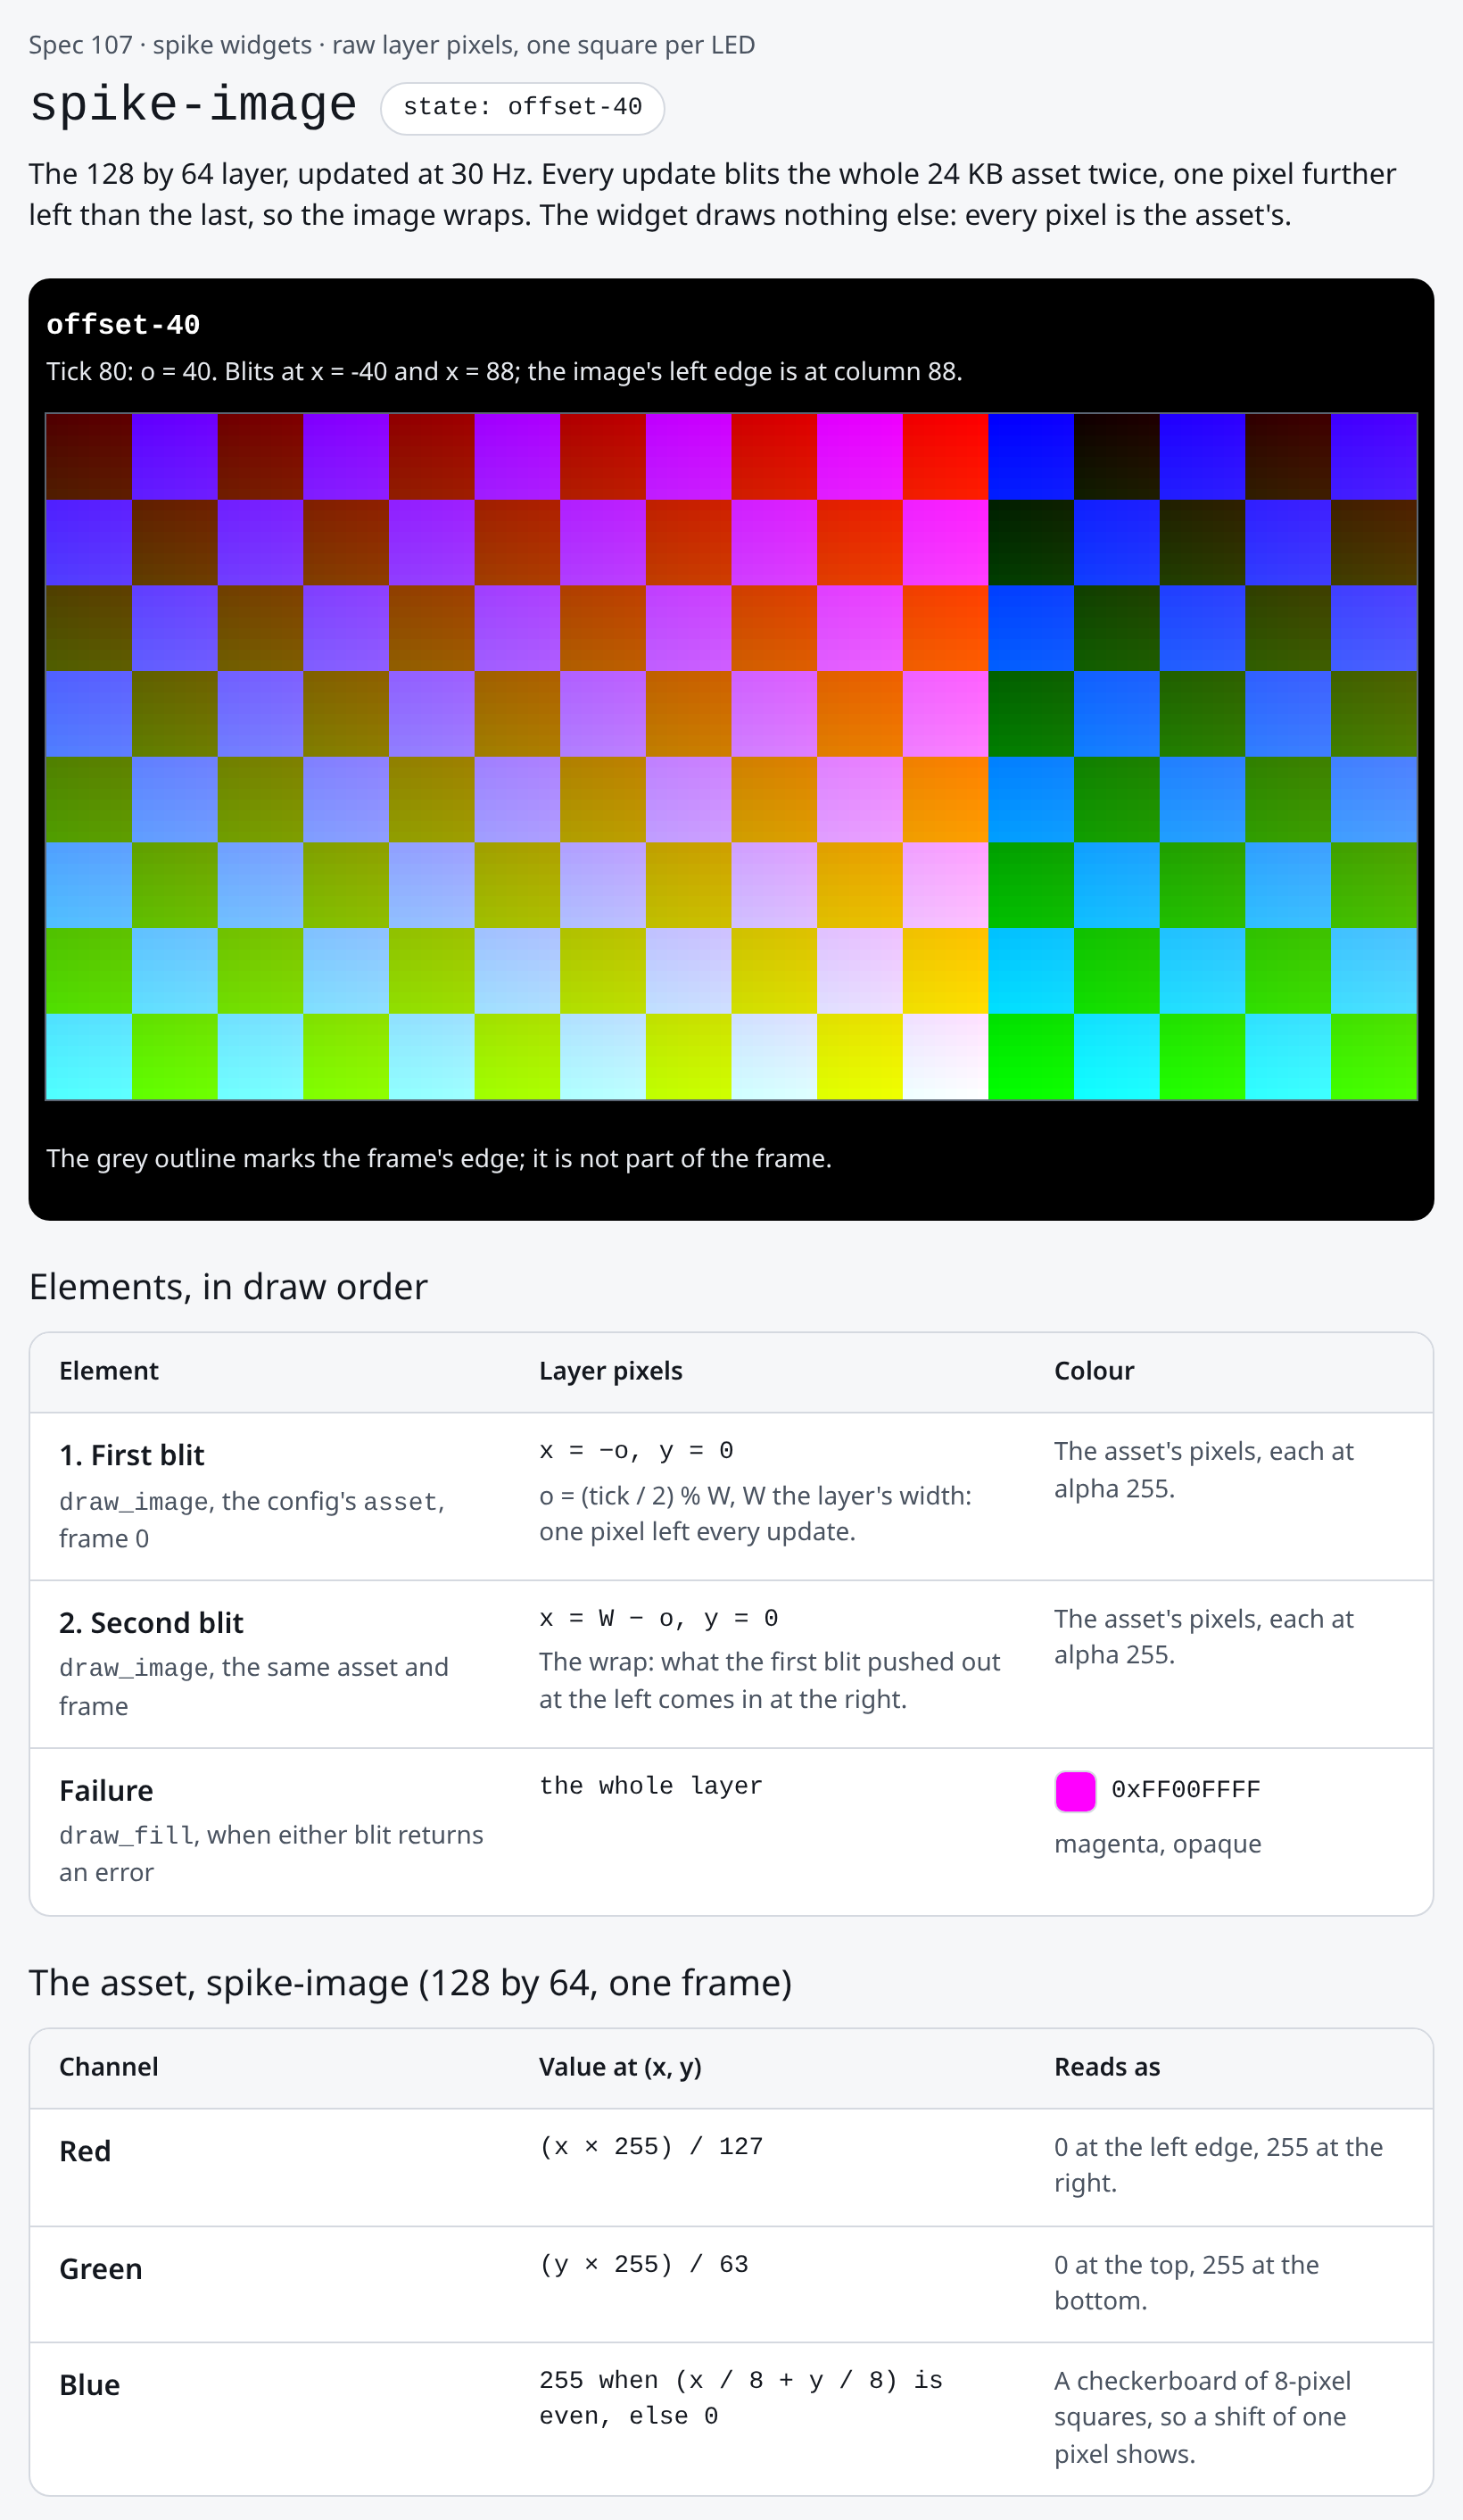 Spec 107 · spike widgets · raw layer pixels, one square per LED
spike-image state: offset-40
The 128 by 64 layer, updated at 30 Hz. Every update blits the whole 24 KB asset twice, one pixel further
left than the last, so the image wraps. The widget draws nothing else: every pixel is the asset's.
offset-40
Tick 80: o = 40. Blits at x = -40 and x = 88; the image's left edge is at column 88.
The grey outline marks the frame's edge; it is not part of the frame.
Elements, in draw order
Element Layer pixels Colour
1. First blit
draw_image, the config's asset,
frame 0
x = −o, y = 0
o = (tick / 2) % W, W the layer's width:
one pixel left every update.
The asset's pixels, each at
alpha 255.
2. Second blit
draw_image, the same asset and
frame
x = W − o, y = 0
The wrap: what the first blit pushed out
at the left comes in at the right.
The asset's pixels, each at
alpha 255.
Failure
draw_fill, when either blit returns
an error
the whole layer
0xFF00FFFF
magenta, opaque
The asset, spike-image (128 by 64, one frame)
Channel Value at (x, y) Reads as
Red
(x × 255) / 127
0 at the left edge, 255 at the
right.
Green
(y × 255) / 63
0 at the top, 255 at the
bottom.
Blue
255 when (x / 8 + y / 8) is
even, else 0
A checkerboard of 8-pixel
squares, so a shift of one
pixel shows.